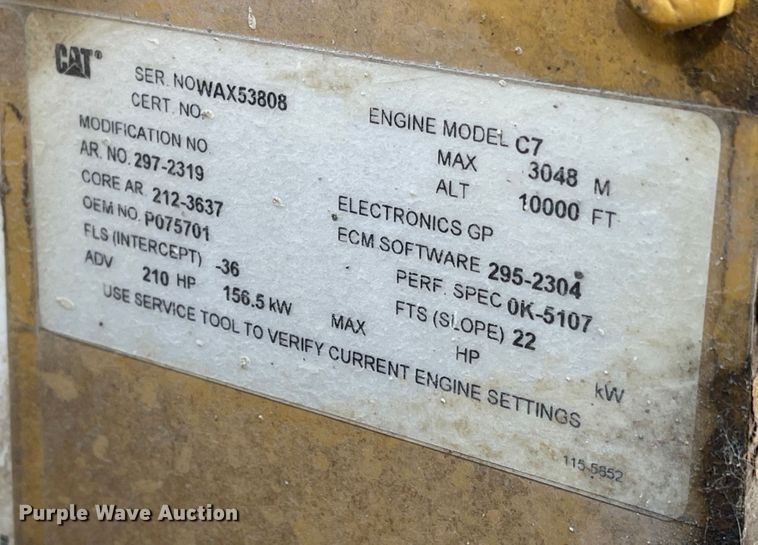 CAT®
SER. NO WAX53808
CERT. NO.
MODIFICATION NO.
AR. NO. 297-2319
CORE AR. 212-3637
OEM NO. P075701
FLS (INTERCEPT) -36
ADV 210 HP 156.5 kW
ENGINE MODEL C7
MAX 3048 M
ALT 10000 FT
ELECTRONICS GP
ECM SOFTWARE 295-2304
PERF. SPEC 0K-5107
FTS (SLOPE) 22
MAX HP kW
USE SERVICE TOOL TO VERIFY CURRENT ENGINE SETTINGS
115-5852
Purple Wave Auction